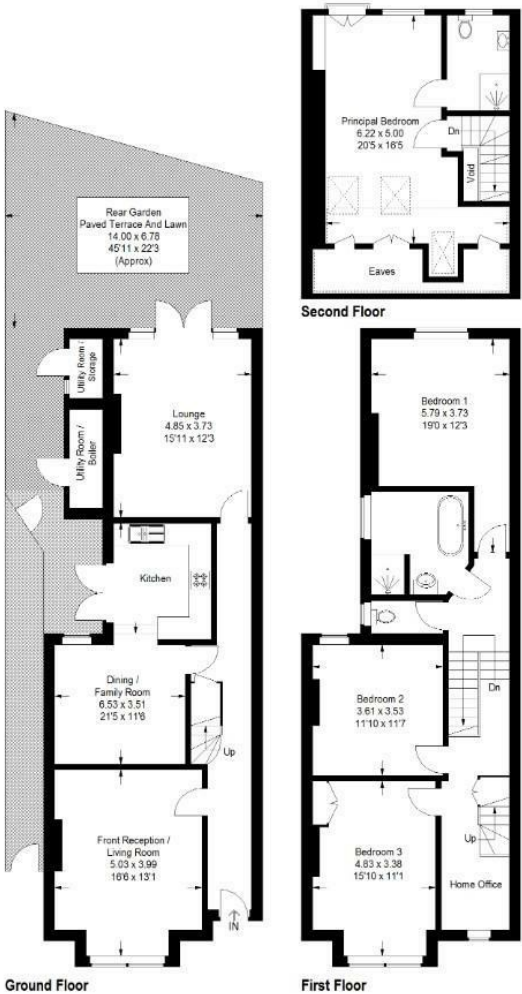 Principal Bedroom
6.22 x 5.00
20'5 x 16'5
Dn
Void
Eaves
Second Floor
Rear Garden
Paved Terrace And Lawn
14.00 x 6.78
45'11 x 22'3
(Approx)
Utility Room /
Storage
Utility Room /
Boiler
Lounge
4.85 x 3.73
15'11 x 12'3
Kitchen
Dining /
Family Room
6.53 x 3.51
21'5 x 11'6
Up
Front Reception /
Living Room
5.03 x 3.99
16'6 x 13'1
IN
Ground Floor
Bedroom 1
5.79 x 3.73
19'0 x 12'3
Dn
Bedroom 2
3.61 x 3.53
11'10 x 11'7
Up
Bedroom 3
4.83 x 3.38
15'10 x 11'1
Home Office
First Floor